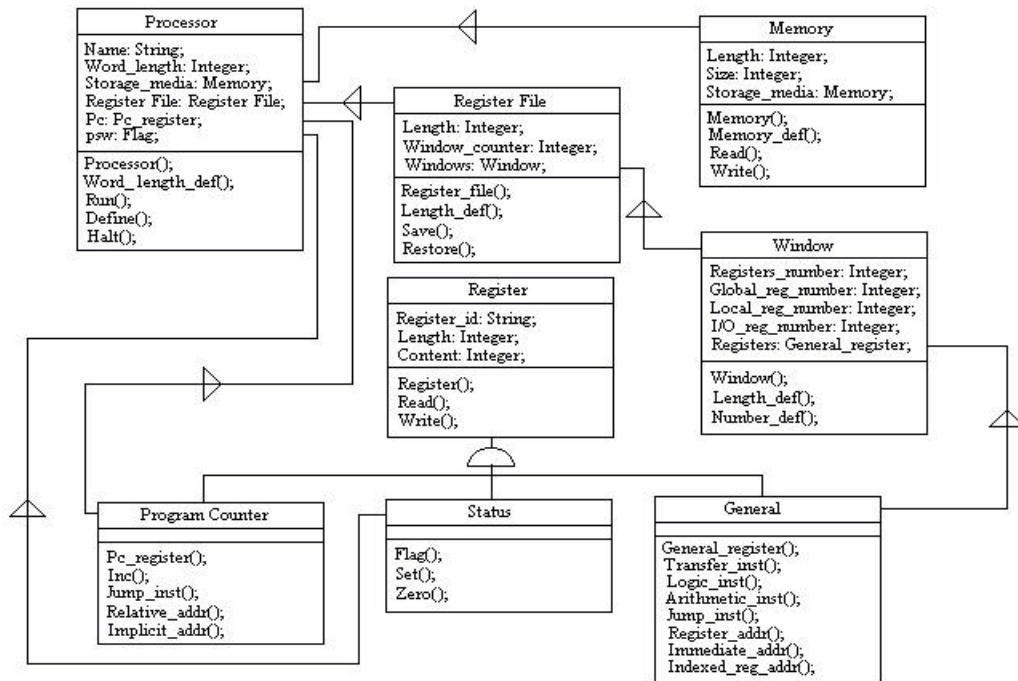 Processor
Name: String;
Word_length: Integer;
Storage_media: Memory;
Register File: Register File;
Pc: Pc_register;
psw: Flag;
Processor();
Word_length_def();
Run();
Define();
Halt();
Memory
Length: Integer;
Size: Integer;
Storage_media: Memory;
Memory();
Memory_def();
Read();
Write();
Register File
Length: Integer;
Window_counter: Integer;
Windows: Window;
Register_file();
Length_def();
Save();
Restore();
Window
Registers_number: Integer;
Global_reg_number: Integer;
Local_reg_number: Integer;
I/O_reg_number: Integer;
Registers: General_register;
Window();
Length_def();
Number_def();
Register
Register_id: String;
Length: Integer;
Content: Integer;
Register();
Read();
Write();
Program Counter
Pc_register();
Inc();
Jump_inst();
Relative_addr();
Implicit_addr();
Status
Flag();
Set();
Zero();
General
General_register();
Transfer_inst();
Logic_inst();
Arithmetic_inst();
Jump_inst();
Register_addr();
Immediate_addr();
Indexed_reg_addr();